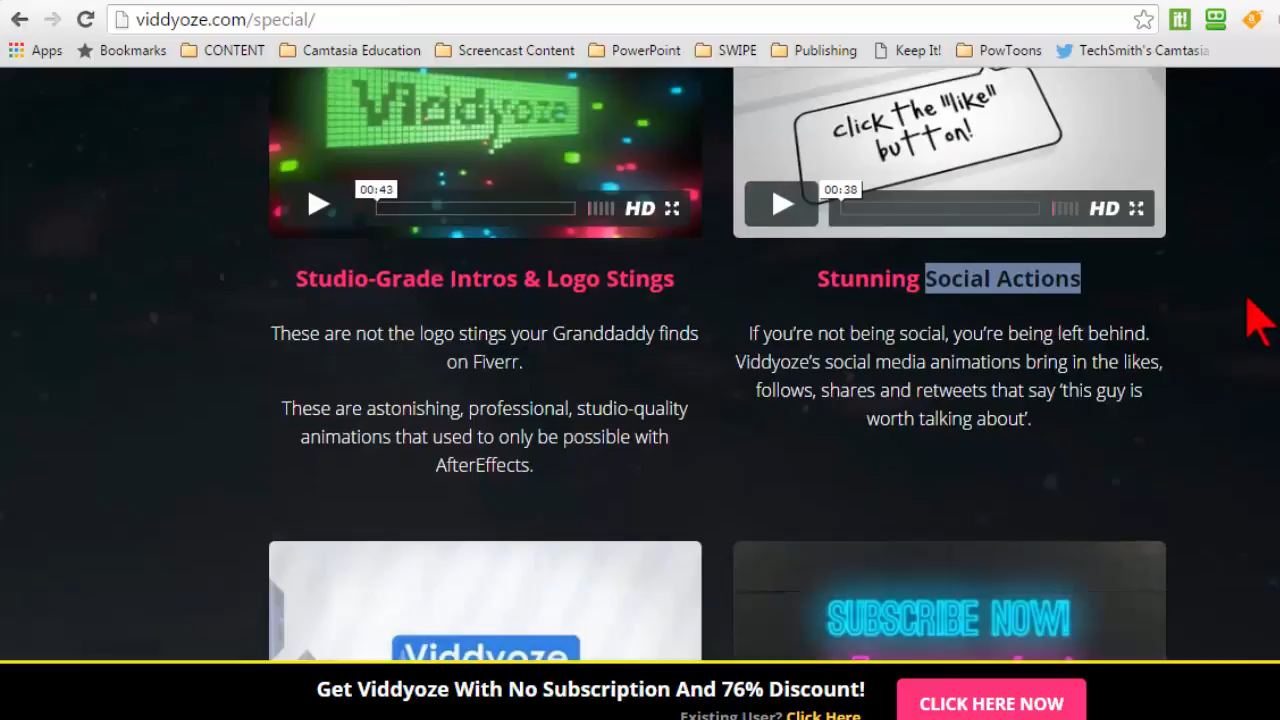 viddyoze.com/special/
it!
Apps Bookmarks CONTENT Camtasia Education Screencast Content PowerPoint SWIPE Publishing Keep It! PowToons TechSmith's Camtasia
Viddyoze
click the "like"
button!
00:43
HD
00:38
HD
Studio-Grade Intros & Logo Stings
These are not the logo stings your Granddaddy finds
on Fiverr.
These are astonishing, professional, studio-quality
animations that used to only be possible with
AfterEffects.
Stunning Social Actions
If you're not being social, you're being left behind.
Viddyoze's social media animations bring in the likes,
follows, shares and retweets that say 'this guy is
worth talking about'.
Viddyoze
SUBSCRIBE NOW!
Get Viddyoze With No Subscription And 76% Discount!
Existing User? Click Here
CLICK HERE NOW